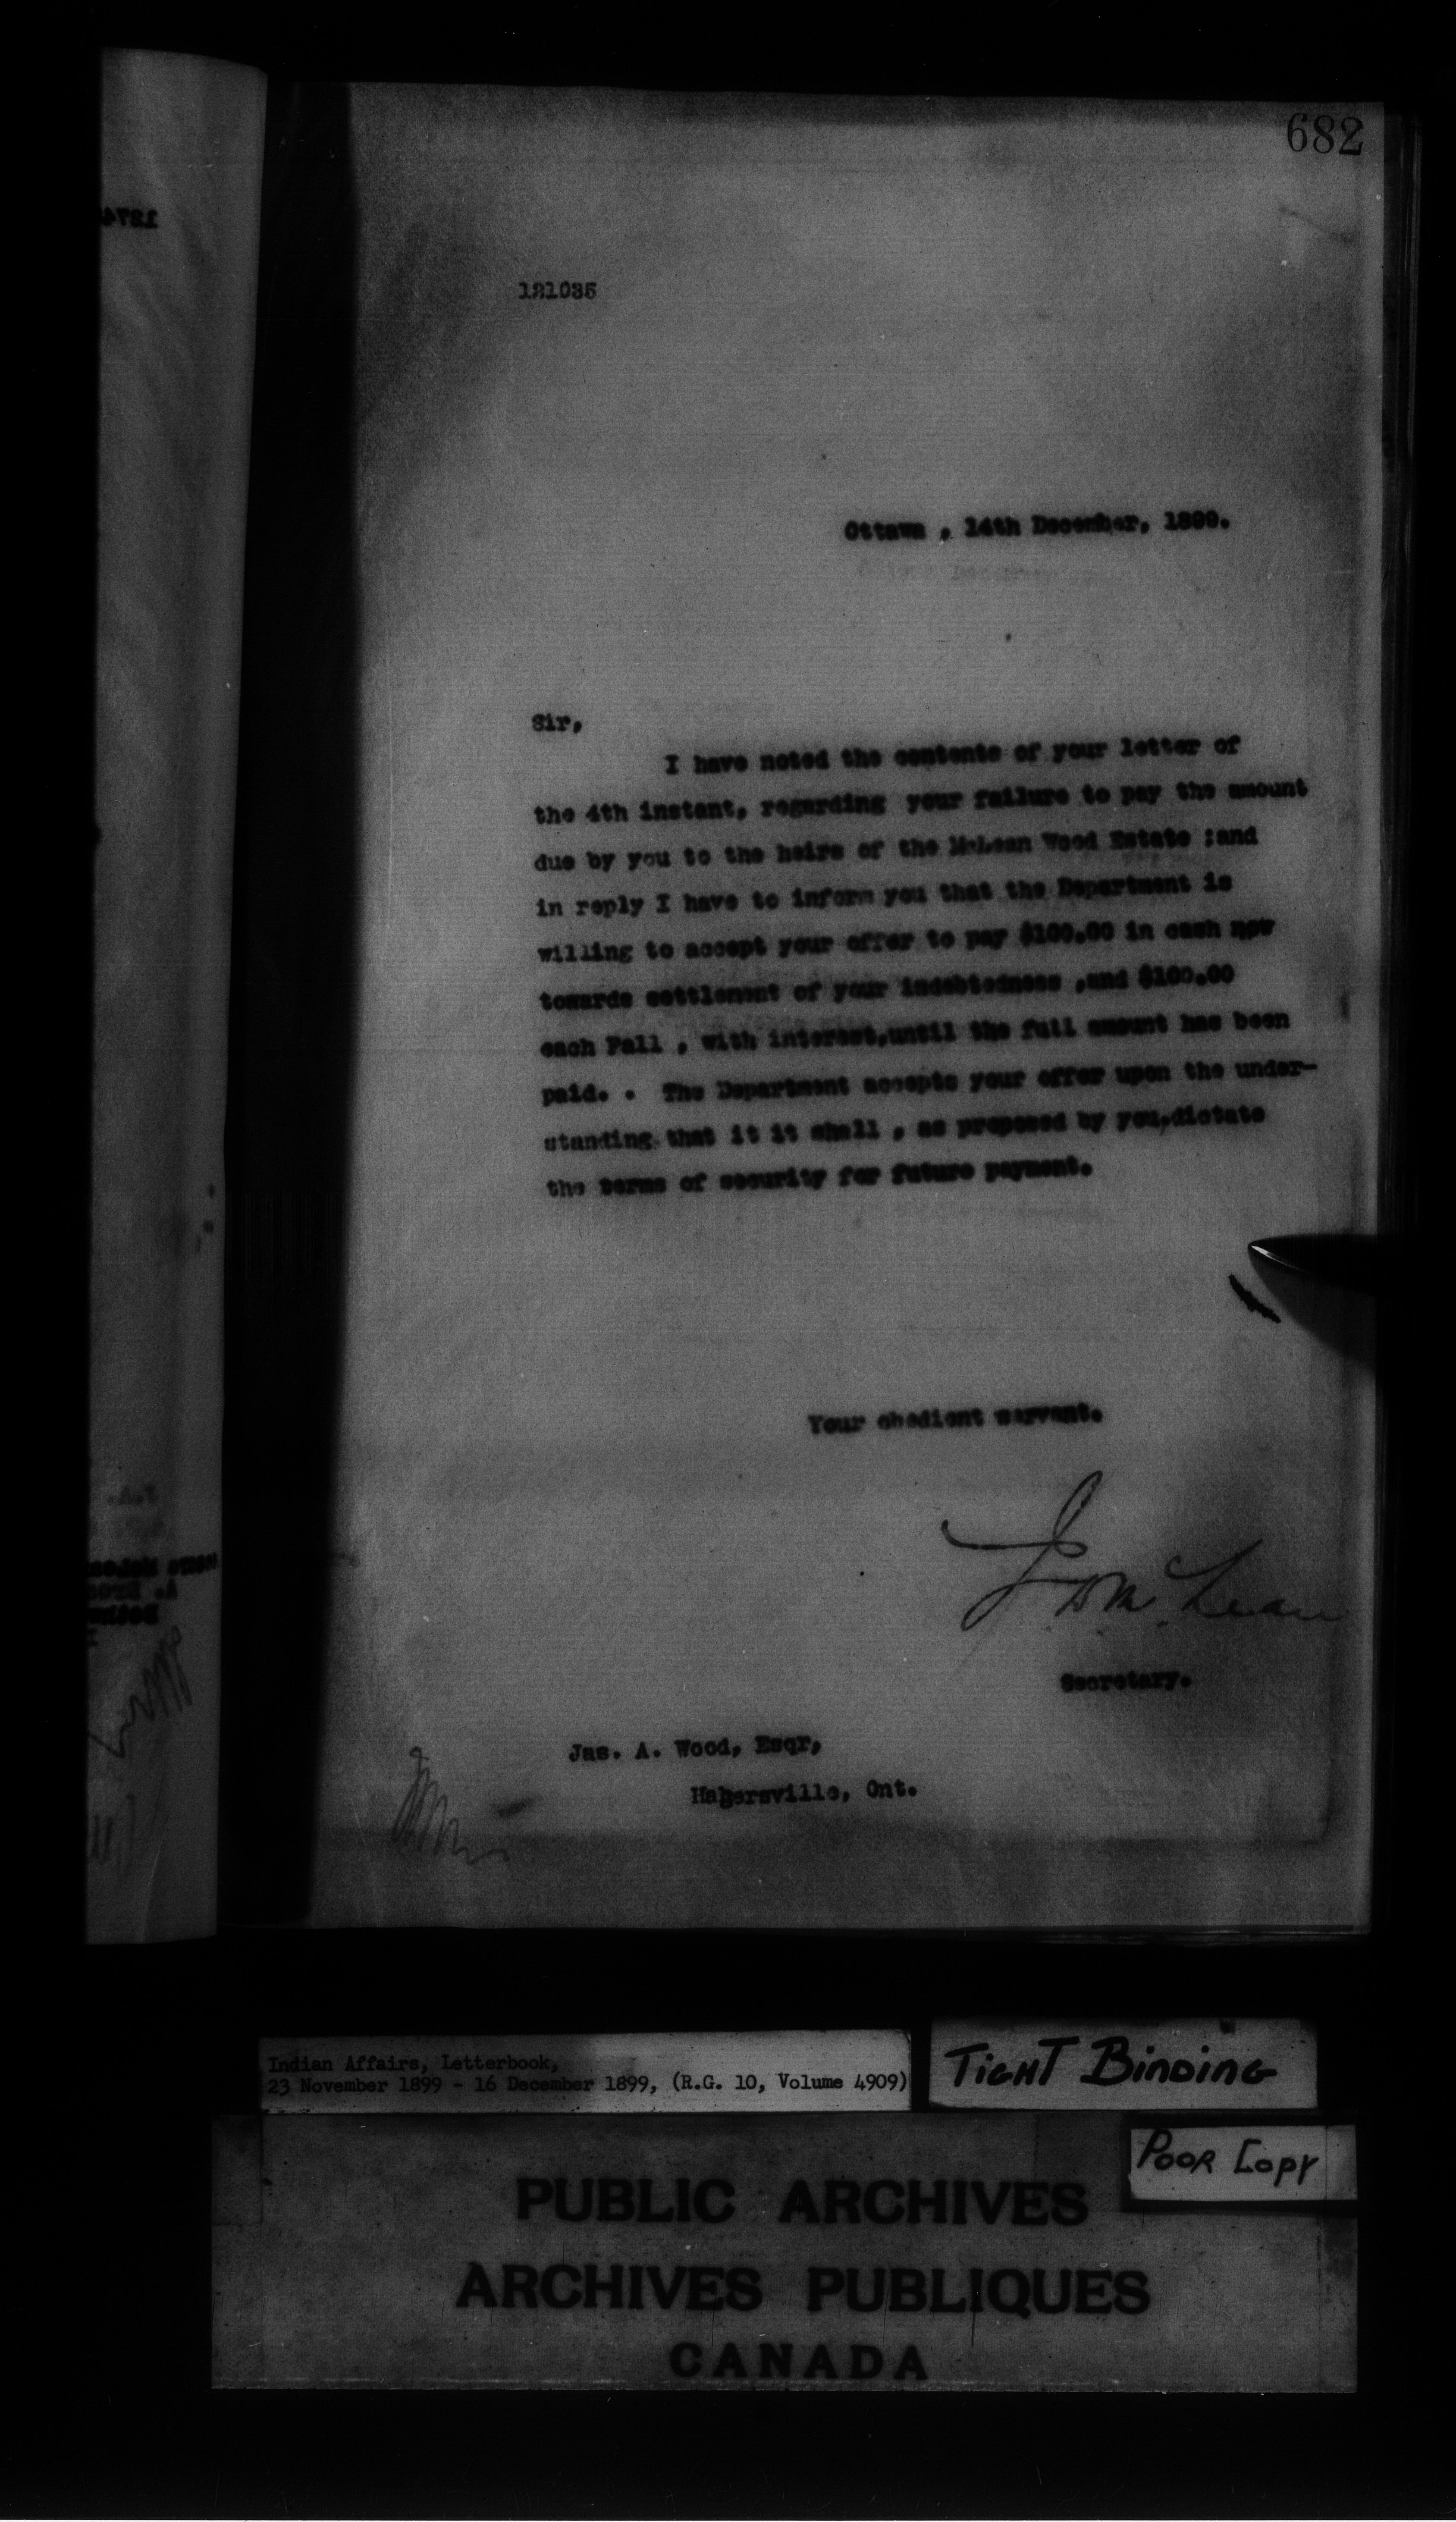 682
121035
Ottawa , 14th December, 1899.
Sir,
I have noted the contents of your letter of
the 4th instant, regarding your failure to pay the amount
due by you to the heirs of the McLean Wood Estate ;and
in reply I have to inform you that the Department is
willing to accept your offer to pay $100.00 in cash now
towards settlement of your indebtedness ,and $100.00
each Fall , with interest,until the full amount has been
paid. . The Department accepts your offer upon the under-
standing that it it shall , as proposed by you,dictate
the terms of security for future payment.
Your obedient servant.
J D McLean
Secretary.
Jas. A. Wood, Esqr,
Hagersville, Ont.
Indian Affairs, Letterbook,
23 November 1899 - 16 December 1899, (R.G. 10, Volume 4909)
TIGHT BINDING
POOR COPY
PUBLIC ARCHIVES
ARCHIVES PUBLIQUES
CANADA